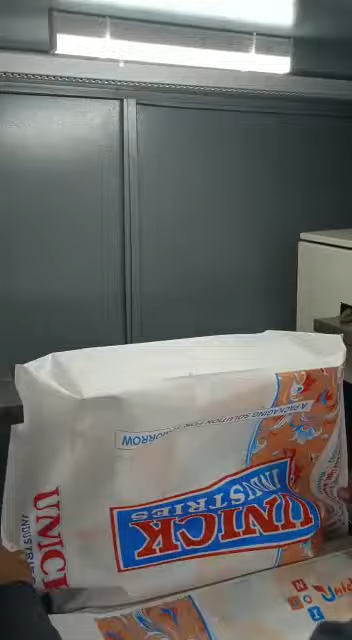 A PACKAGING SOLUTION FOR TOMORROW
UNICK
INDUSTRIES
UNICK
INDUSTRIES